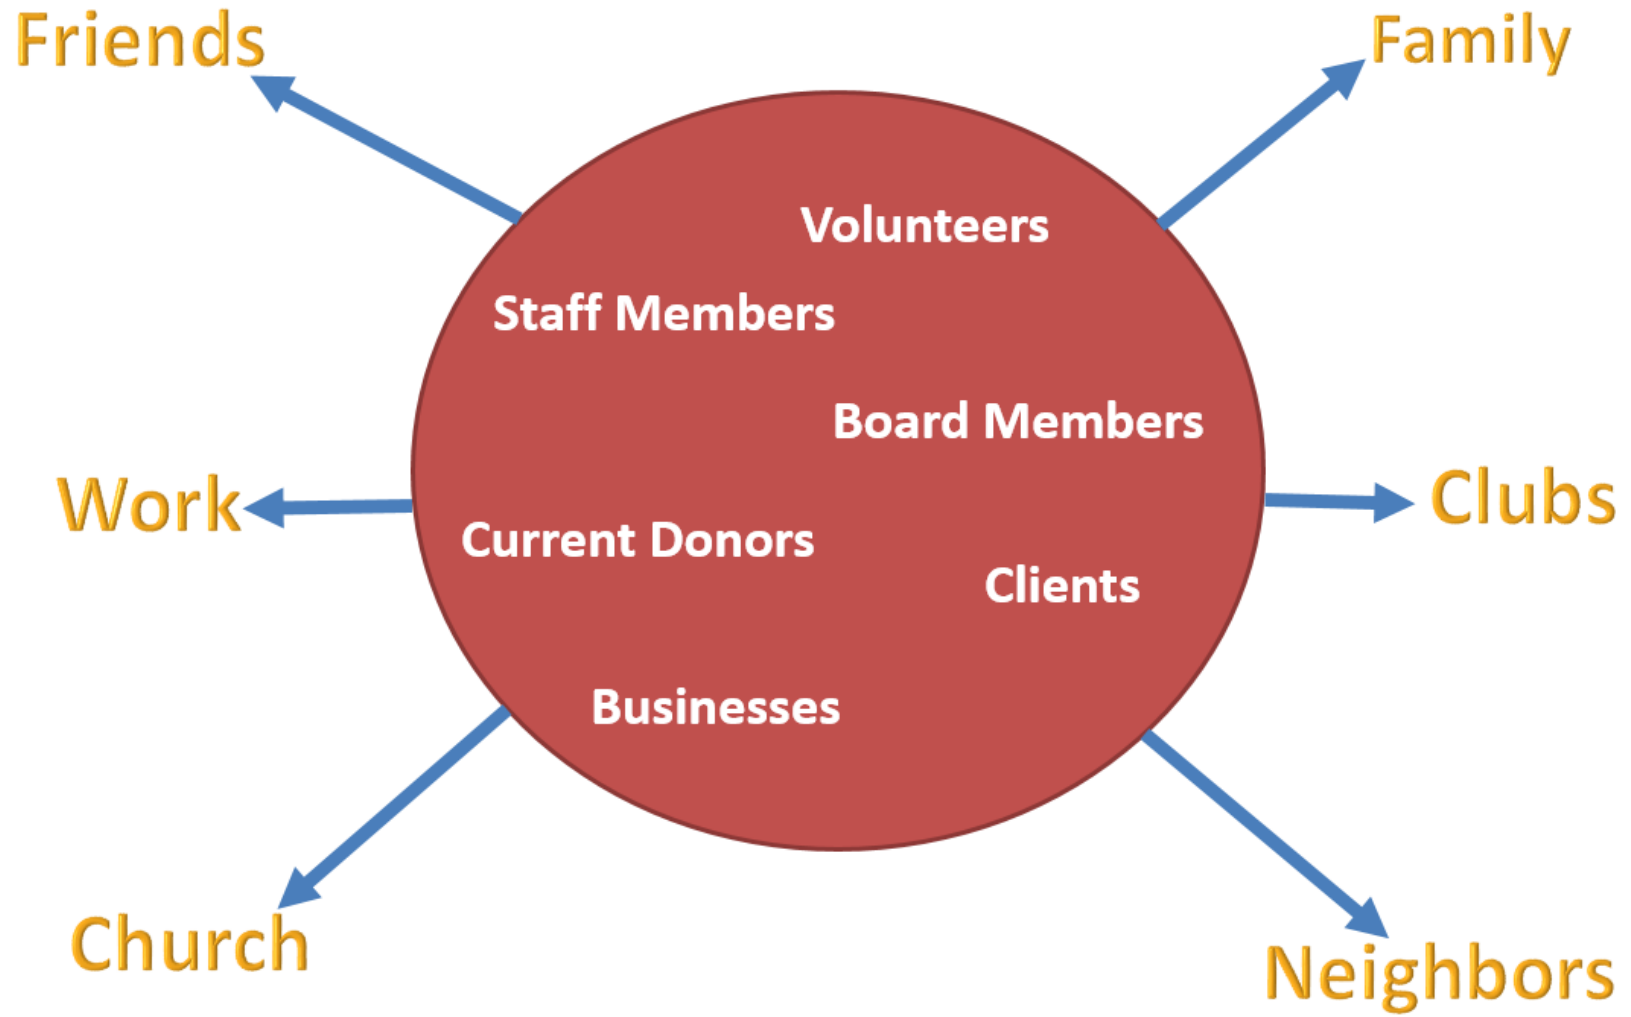 Friends
Family
Volunteers
Staff Members
Board Members
Work
Clubs
Current Donors
Clients
Businesses
Church
Neighbors